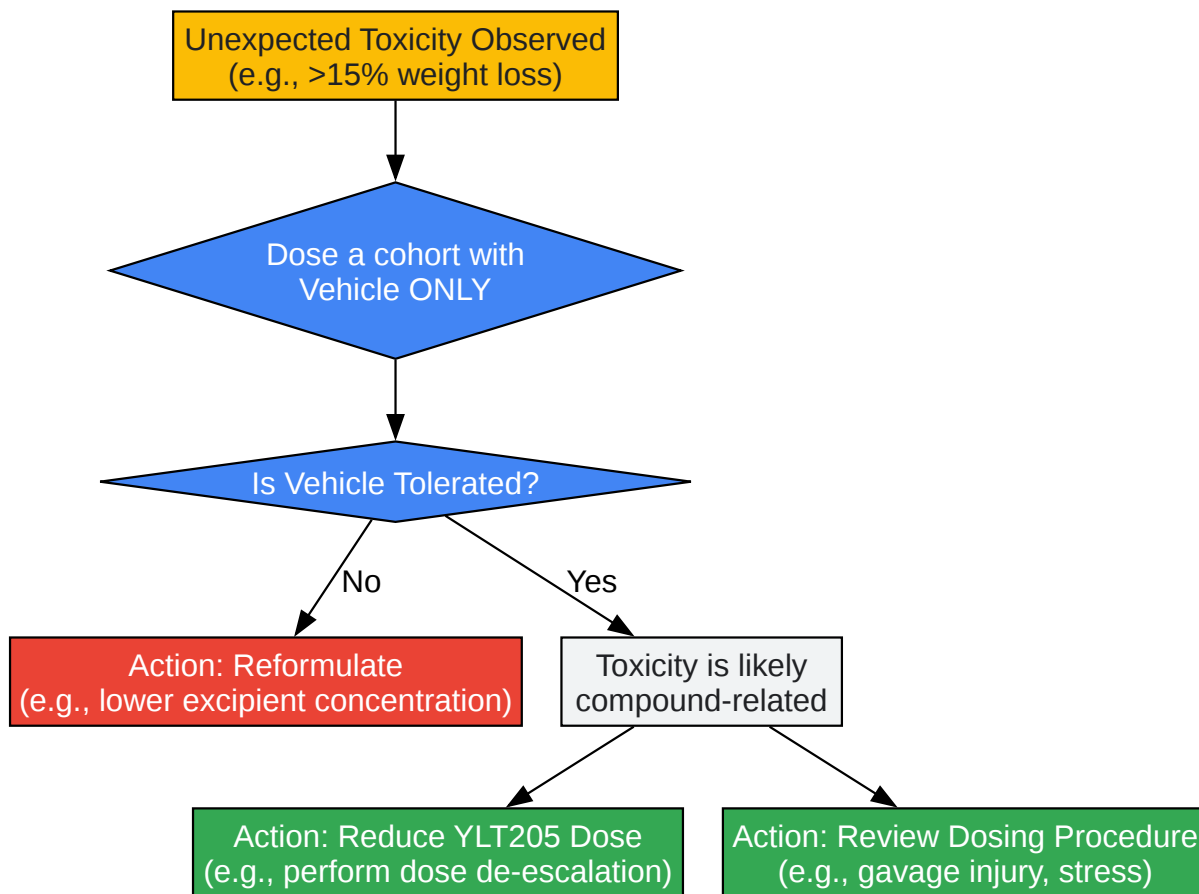 Unexpected Toxicity Observed
(e.g., >15% weight loss)
Dose a cohort with
Vehicle ONLY
Is Vehicle Tolerated?
No
Yes
Action: Reformulate
(e.g., lower excipient concentration)
Toxicity is likely
compound-related
Action: Reduce YLT205 Dose
(e.g., perform dose de-escalation)
Action: Review Dosing Procedure
(e.g., gavage injury, stress)